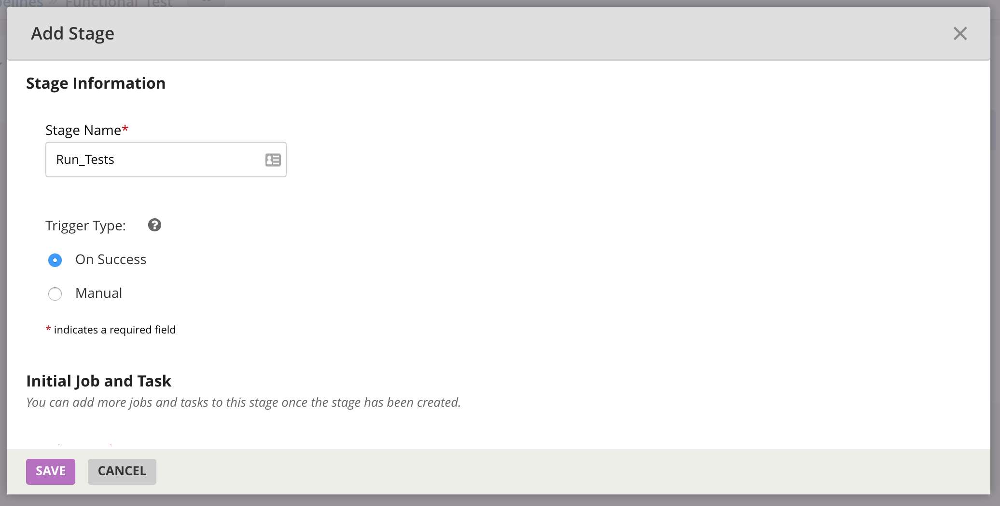 Functional Test
Add Stage
Stage Information
Stage Name*
Run_Tests
Trigger Type:
On Success
Manual
* indicates a required field
Initial Job and Task
You can add more jobs and tasks to this stage once the stage has been created.
SAVE
CANCEL